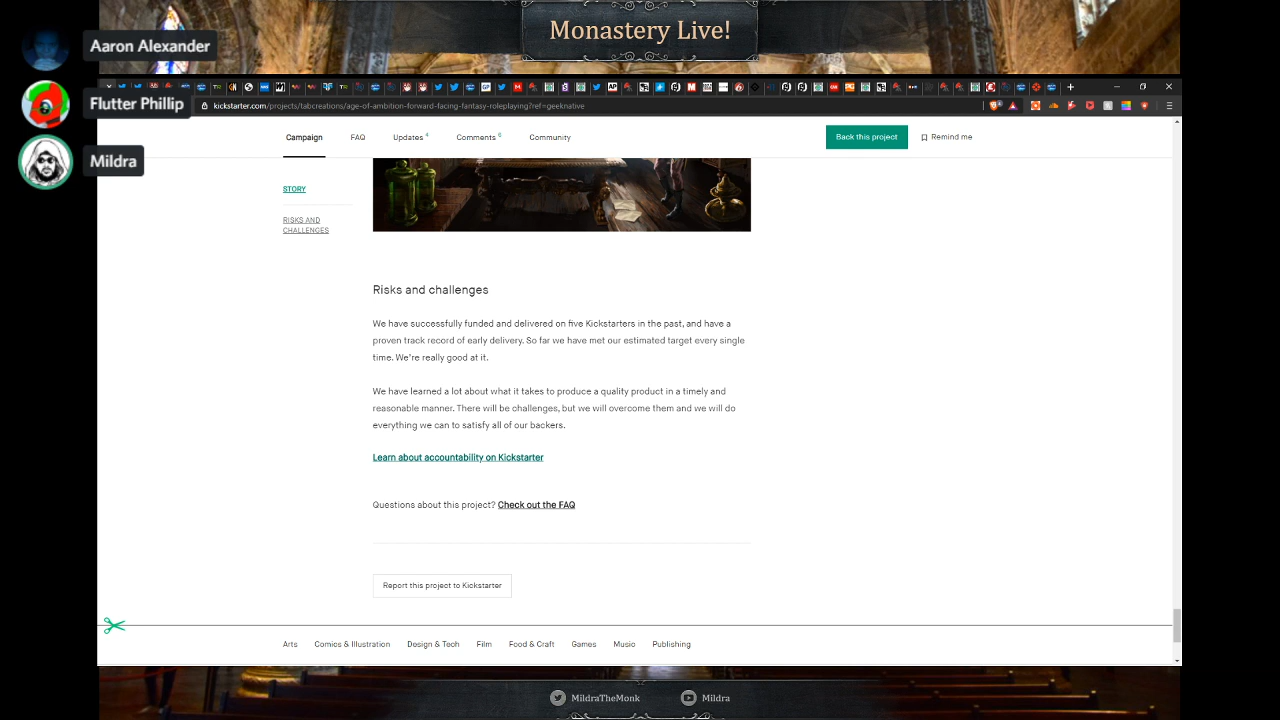 Monastery Live!
Aaron Alexander
Flutter Phillip
Mildra
kickstarter.com/projects/tabcreations/age-of-ambition-forward-facing-fantasy-roleplaying?ref=geeknative
Campaign FAQ Updates 4 Comments 6 Community Back this project Remind me
STORY
RISKS AND
CHALLENGES
Risks and challenges
We have successfully funded and delivered on five Kickstarters in the past, and have a
proven track record of early delivery. So far we have met our estimated target every single
time. We're really good at it.
We have learned a lot about what it takes to produce a quality product in a timely and
reasonable manner. There will be challenges, but we will overcome them and we will do
everything we can to satisfy all of our backers.
Learn about accountability on Kickstarter
Questions about this project? Check out the FAQ
Report this project to Kickstarter
Arts Comics & Illustration Design & Tech Film Food & Craft Games Music Publishing
MildraTheMonk Mildra